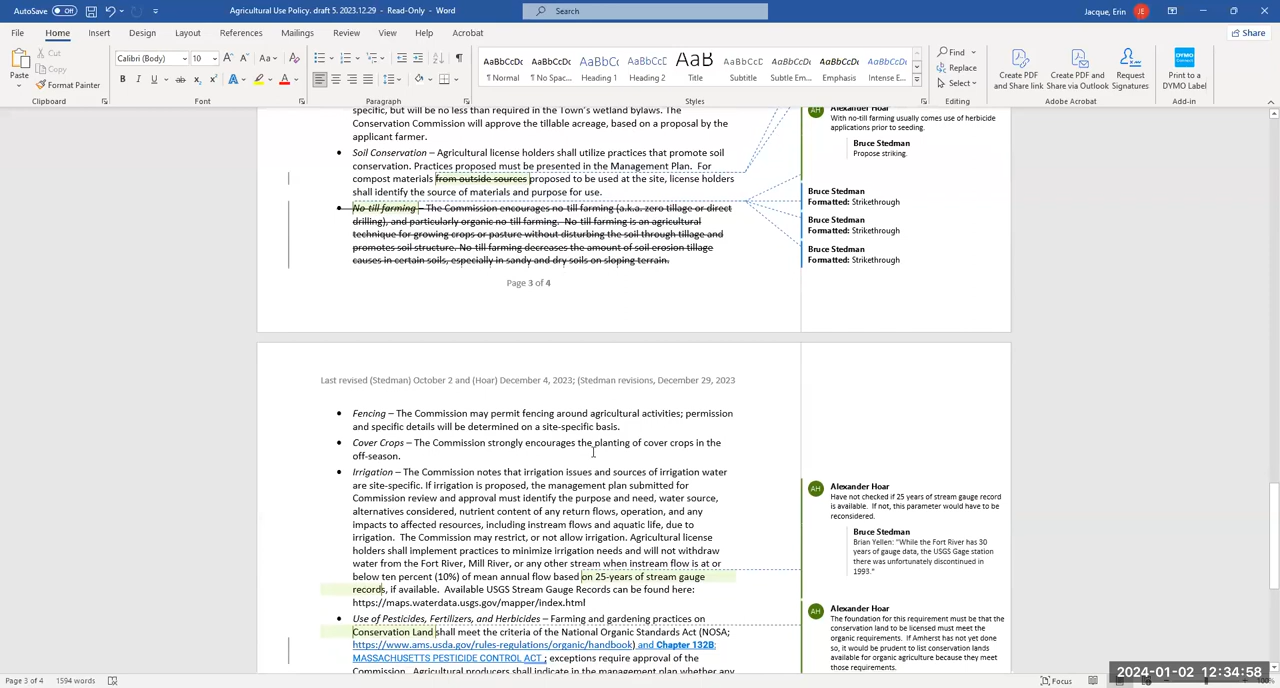 AutoSave Off Agricultural Use Policy. draft 5. 2023.12.29 - Read-Only - Word Search Jacque, Erin JE
File Home Insert Design Layout References Mailings Review View Help Acrobat Share
Paste Cut Copy Format Painter Calibri (Body) 10
Clipboard Font Paragraph Styles Editing Adobe Acrobat Add-in
AaBbCcDc AaBbCcDc AaBbC( AaBbCc AaB AaBbCcD AaBbCcDc AaBbCcDc AaBbCcDc
¶ Normal ¶ No Spac... Heading 1 Heading 2 Title Subtitle Subtle Em... Emphasis Intense E...
Find Replace Select
Create PDF and Share link Create PDF and Share via Outlook Request Signatures Print to a DYMO Label
specific, but will be no less than required in the Town's wetland bylaws. The
Conservation Commission will approve the tillable acreage, based on a proposal by the
applicant farmer.
• Soil Conservation – Agricultural license holders shall utilize practices that promote soil
conservation. Practices proposed must be presented in the Management Plan. For
compost materials from outside sources proposed to be used at the site, license holders
shall identify the source of materials and purpose for use.
• No-till farming – The Commission encourages no-till farming (a.k.a. zero tillage or direct
drilling), and particularly organic no-till farming. No-till farming is an agricultural
technique for growing crops or pasture without disturbing the soil through tillage and
promotes soil structure. No-till farming decreases the amount of soil erosion tillage
causes in certain soils, especially in sandy and dry soils on sloping terrain.
Page 3 of 4
Alexander Hoar
With no-till farming usually comes use of herbicide
applications prior to seeding.
Bruce Stedman
Propose striking.
Bruce Stedman
Formatted: Strikethrough
Bruce Stedman
Formatted: Strikethrough
Bruce Stedman
Formatted: Strikethrough
Last revised (Stedman) October 2 and (Hoar) December 4, 2023; (Stedman revisions, December 29, 2023
• Fencing – The Commission may permit fencing around agricultural activities; permission
and specific details will be determined on a site-specific basis.
• Cover Crops – The Commission strongly encourages the planting of cover crops in the
off-season.
• Irrigation – The Commission notes that irrigation issues and sources of irrigation water
are site-specific. If irrigation is proposed, the management plan submitted for
Commission review and approval must identify the purpose and need, water source,
alternatives considered, nutrient content of any return flows, operation, and any
impacts to affected resources, including instream flows and aquatic life, due to
irrigation. The Commission may restrict, or not allow irrigation. Agricultural license
holders shall implement practices to minimize irrigation needs and will not withdraw
water from the Fort River, Mill River, or any other stream when instream flow is at or
below ten percent (10%) of mean annual flow based on 25-years of stream gauge
records, if available. Available USGS Stream Gauge Records can be found here:
https://maps.waterdata.usgs.gov/mapper/index.html
• Use of Pesticides, Fertilizers, and Herbicides – Farming and gardening practices on
Conservation Land shall meet the criteria of the National Organic Standards Act (NOSA;
https://www.ams.usda.gov/rules-regulations/organic/handbook) and Chapter 132B:
MASSACHUSETTS PESTICIDE CONTROL ACT ; exceptions require approval of the
Commission. Agricultural producers shall indicate in the management plan whether any
Alexander Hoar
Have not checked if 25 years of stream gauge record
is available. If not, this parameter would have to be
reconsidered.
Bruce Stedman
Brian Yellen: "While the Fort River has 30
years of gauge data, the USGS Gage station
there was unfortunately discontinued in
1993."
Alexander Hoar
The foundation for this requirement must be that the
conservation land to be licensed must meet the
organic requirements. If Amherst has not yet done
so, it would be prudent to list conservation lands
available for organic agriculture because they meet
those requirements.
Page 3 of 4 1594 words Focus 100%
2024-01-02 12:34:58